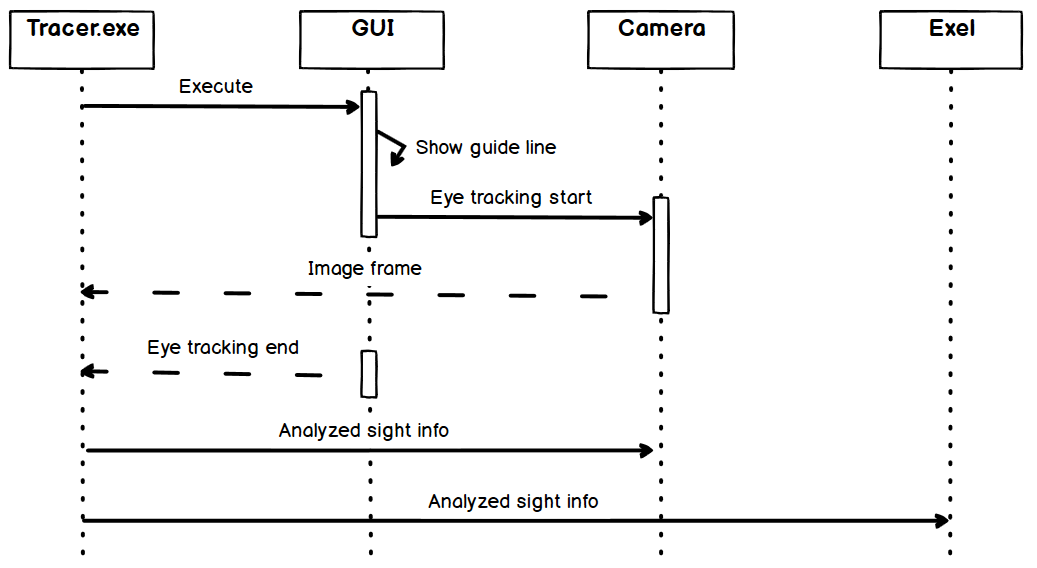 Tracer.exe
GUI
Camera
Exel
Execute
Show guide line
Eye tracking start
Image frame
Eye tracking end
Analyzed sight info
Analyzed sight info